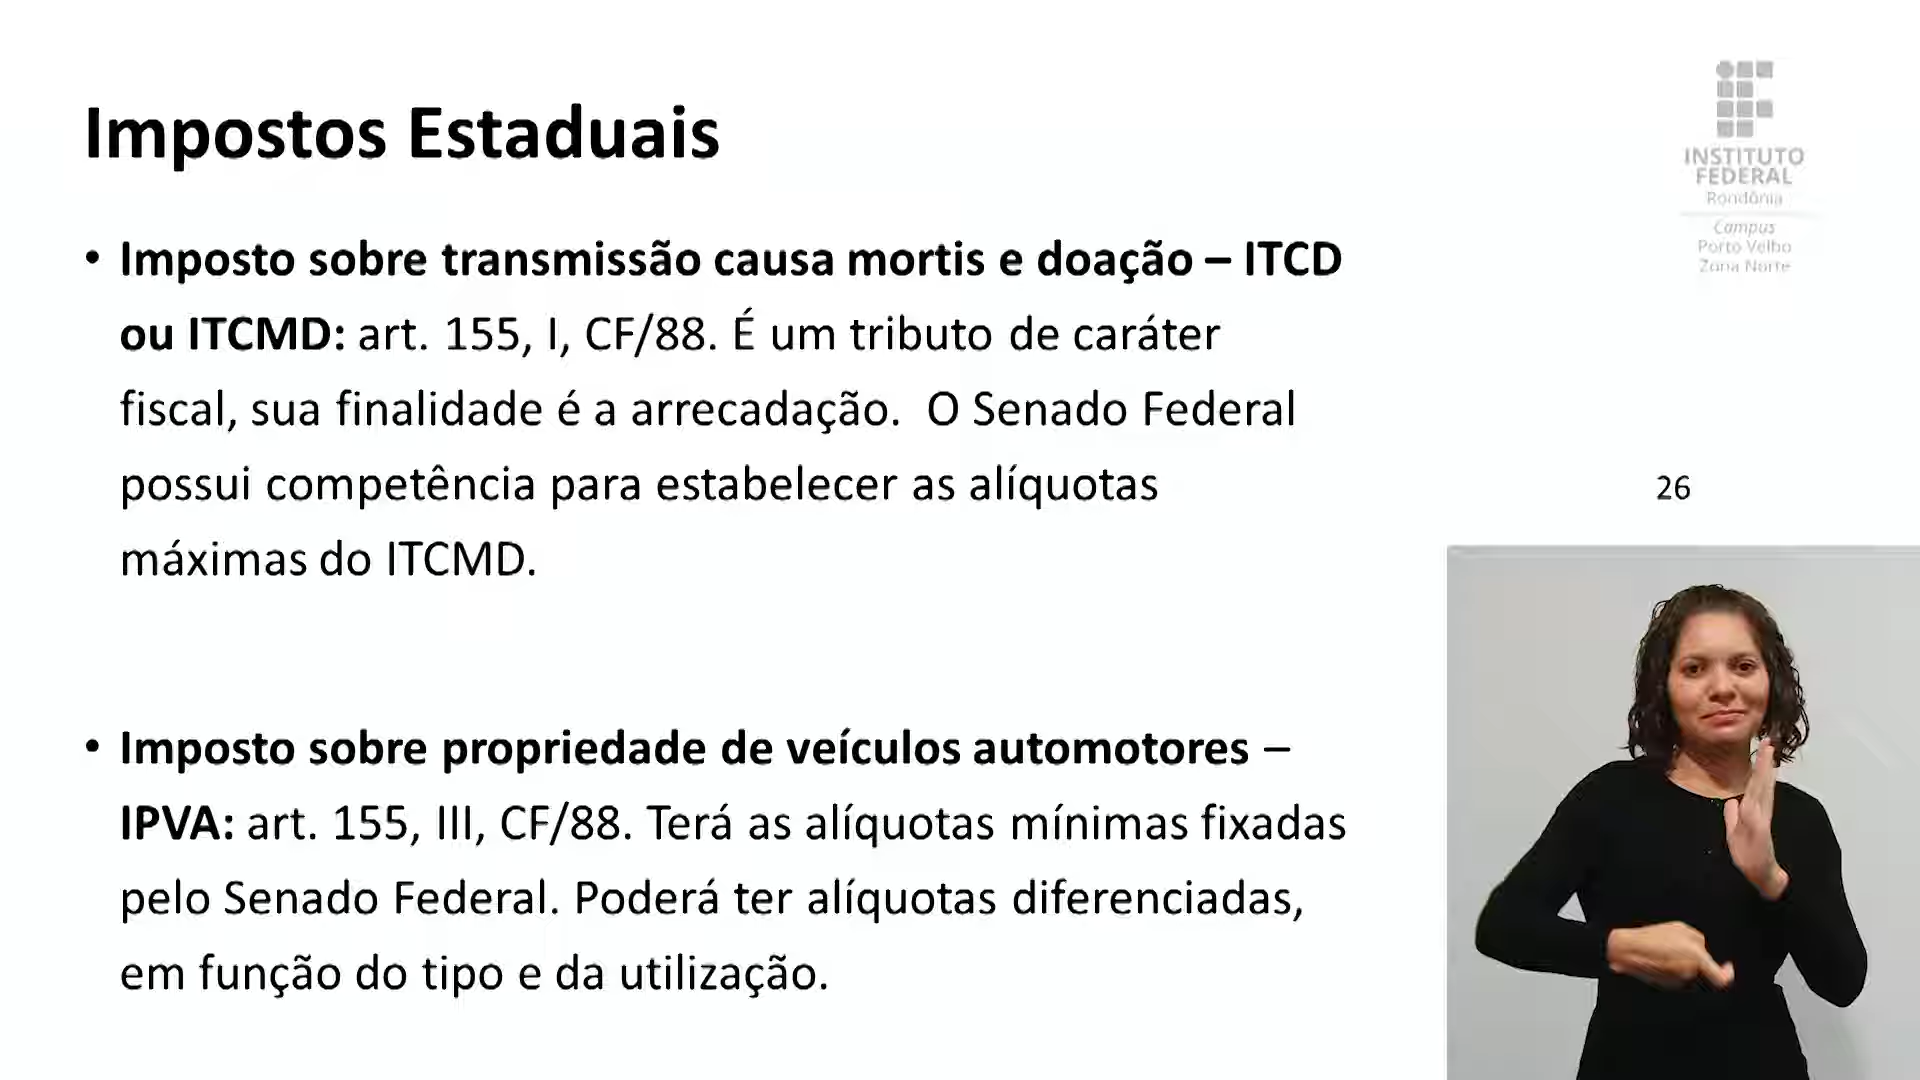 Impostos Estaduais
• Imposto sobre transmissão causa mortis e doação – ITCD
ou ITCMD: art. 155, I, CF/88. É um tributo de caráter
fiscal, sua finalidade é a arrecadação. O Senado Federal
possui competência para estabelecer as alíquotas
máximas do ITCMD.
• Imposto sobre propriedade de veículos automotores –
IPVA: art. 155, III, CF/88. Terá as alíquotas mínimas fixadas
pelo Senado Federal. Poderá ter alíquotas diferenciadas,
em função do tipo e da utilização.
INSTITUTO
FEDERAL
Rondônia
Campus
Porto Velho
Zona Norte
26